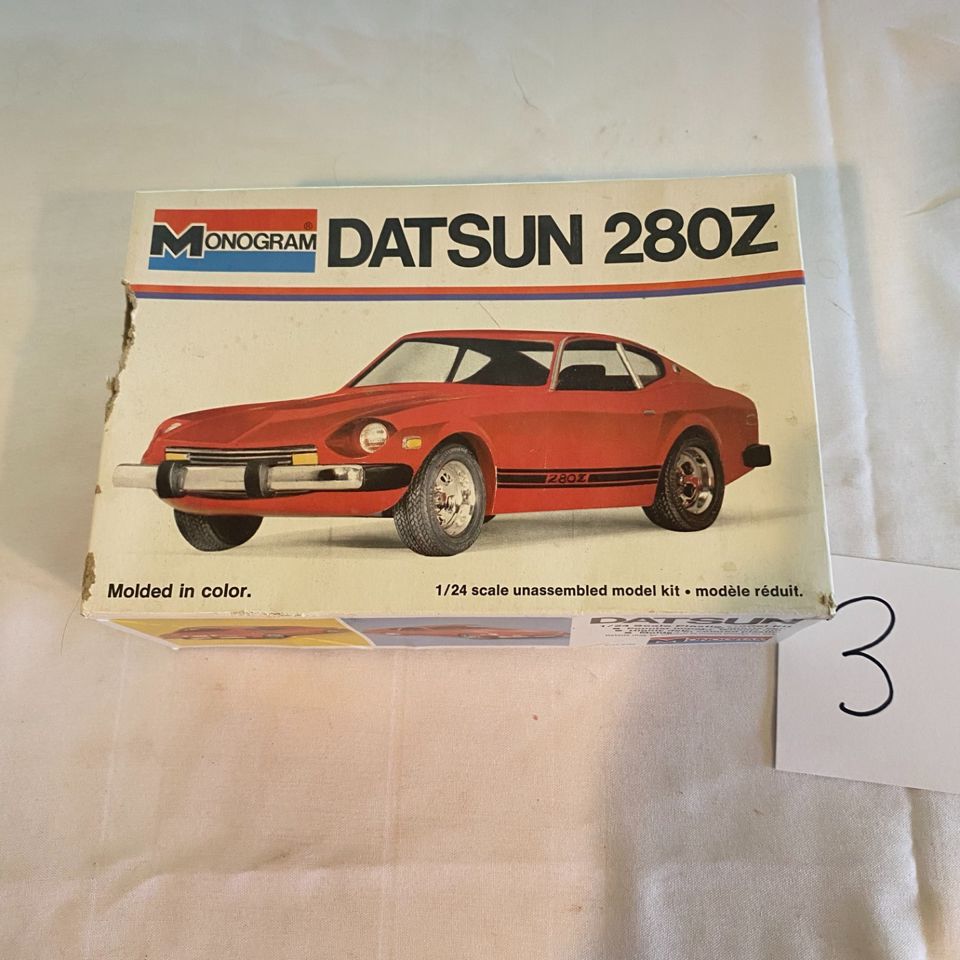 MONOGRAM® DATSUN 280Z
280Z
Molded in color.
1/24 scale unassembled model kit • modèle réduit.
DATSUN
3